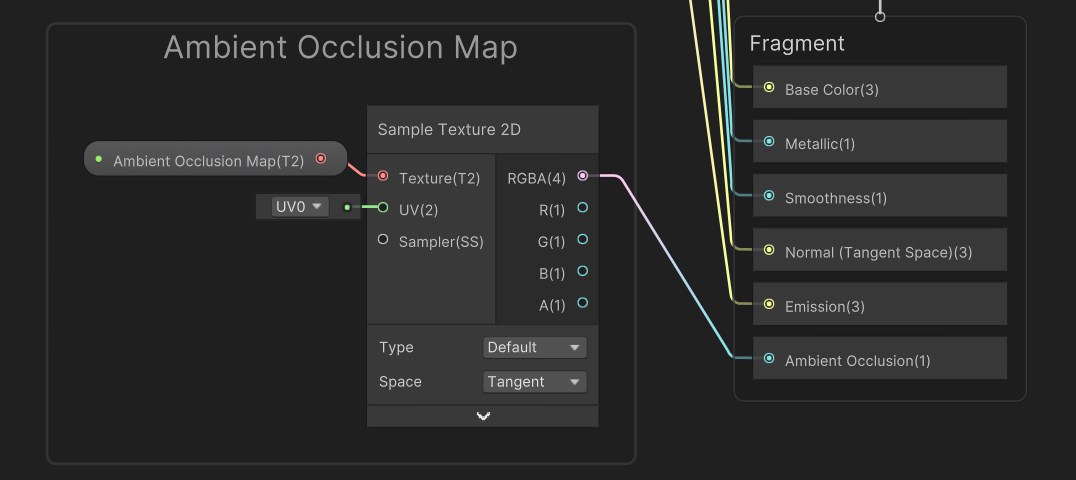 Ambient Occlusion Map
Sample Texture 2D
Ambient Occlusion Map(T2)
Texture(T2)
RGBA(4)
UV0
UV(2)
R(1)
Sampler(SS)
G(1)
B(1)
A(1)
Type
Default
Space
Tangent
Fragment
Base Color(3)
Metallic(1)
Smoothness(1)
Normal (Tangent Space)(3)
Emission(3)
Ambient Occlusion(1)